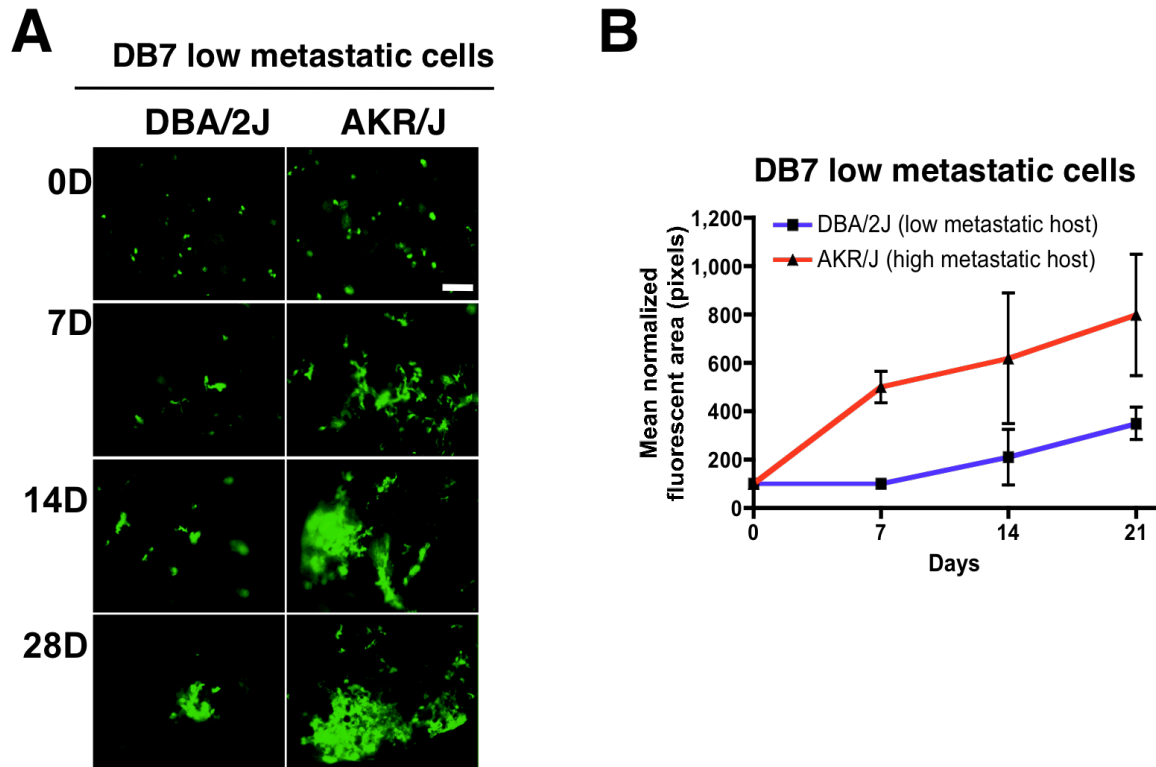 A
DB7 low metastatic cells
DBA/2J AKR/J
0D
7D
14D
28D
B
DB7 low metastatic cells
Mean normalized
fluorescent area (pixels)
1,200
1,000
800
600
400
200
0
DBA/2J (low metastatic host)
AKR/J (high metastatic host)
0 7 14 21
Days